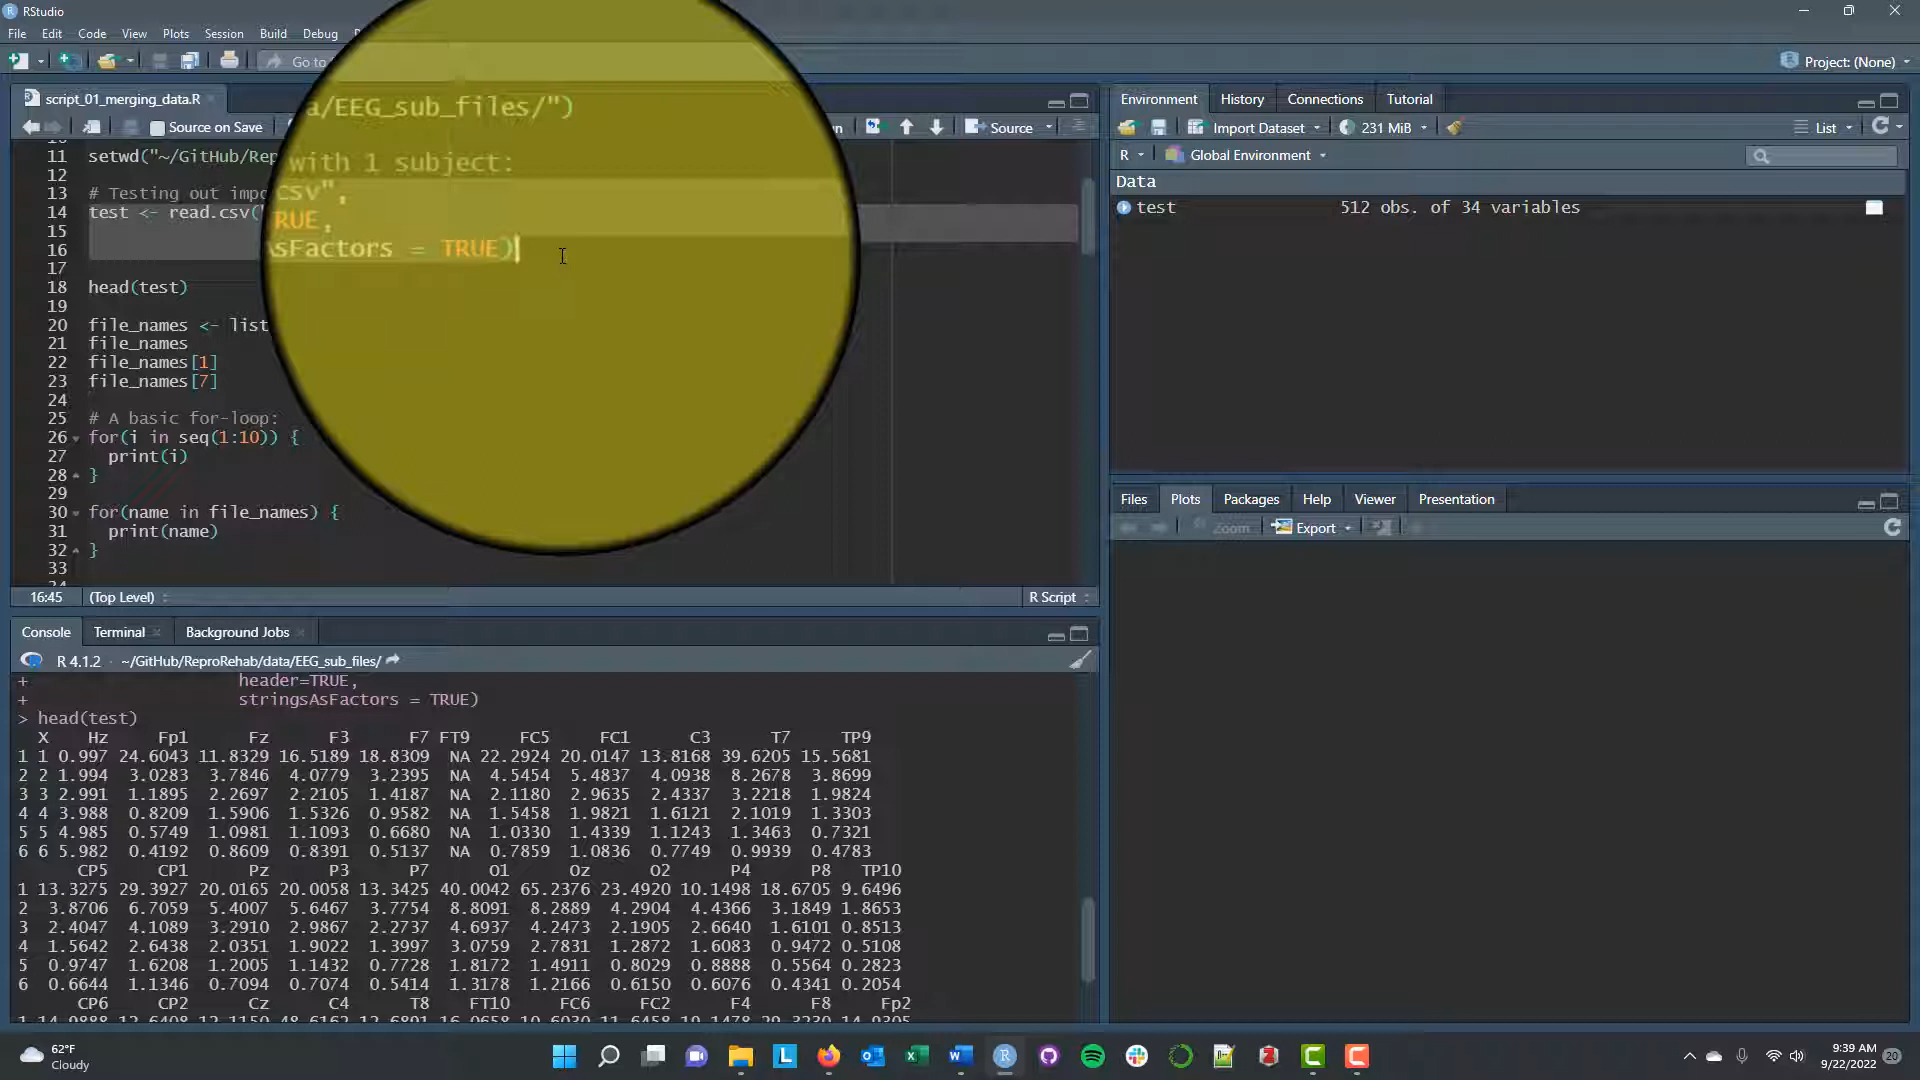 RStudio
File Edit Code View Plots Session Build Debug
Go to
Project: (None)
script_01_merging_data.R
Source on Save
Source
a/EEG_sub_files/")
with 1 subject:
csv",
RUE,
sFactors = TRUE)
11 setwd("~/GitHub/Rep
12
13 # Testing out impo
14 test <- read.csv("
15
16
17
18 head(test)
19
20 file_names <- list
21 file_names
22 file_names[1]
23 file_names[7]
24
25 # A basic for-loop:
26 for(i in seq(1:10)) {
27 print(i)
28 }
29
30 for(name in file_names) {
31 print(name)
32 }
33
16:45 (Top Level) R Script
Environment History Connections Tutorial
Import Dataset 231 MiB List
R Global Environment
Data
test 512 obs. of 34 variables
Files Plots Packages Help Viewer Presentation
Zoom Export
Console Terminal Background Jobs
R 4.1.2 · ~/GitHub/ReproRehab/data/EEG_sub_files/
+ header=TRUE,
+ stringsAsFactors = TRUE)
> head(test)
X Hz Fp1 Fz F3 F7 FT9 FC5 FC1 C3 T7 TP9
1 1 0.997 24.6043 11.8329 16.5189 18.8309 NA 22.2924 20.0147 13.8168 39.6205 15.5681
2 2 1.994 3.0283 3.7846 4.0779 3.2395 NA 4.5454 5.4837 4.0938 8.2678 3.8699
3 3 2.991 1.1895 2.2697 2.2105 1.4187 NA 2.1180 2.9635 2.4337 3.2218 1.9824
4 4 3.988 0.8209 1.5906 1.5326 0.9582 NA 1.5458 1.9821 1.6121 2.1019 1.3303
5 5 4.985 0.5749 1.0981 1.1093 0.6680 NA 1.0330 1.4339 1.1243 1.3463 0.7321
6 6 5.982 0.4192 0.8609 0.8391 0.5137 NA 0.7859 1.0836 0.7749 0.9939 0.4783
CP5 CP1 Pz P3 P7 O1 Oz O2 P4 P8 TP10
1 13.3275 29.3927 20.0165 20.0058 13.3425 40.0042 65.2376 23.4920 10.1498 18.6705 9.6496
2 3.8706 6.7059 5.4007 5.6467 3.7754 8.8091 8.2889 4.2904 4.4366 3.1849 1.8653
3 2.4047 4.1089 3.2910 2.9867 2.2737 4.6937 4.2473 2.1905 2.6640 1.6101 0.8513
4 1.5642 2.6438 2.0351 1.9022 1.3997 3.0759 2.7831 1.2872 1.6083 0.9472 0.5108
5 0.9747 1.6208 1.2005 1.1432 0.7728 1.8172 1.4911 0.8029 0.8888 0.5564 0.2823
6 0.6644 1.1346 0.7094 0.7074 0.5414 1.3178 1.2166 0.6150 0.6076 0.4341 0.2054
CP6 CP2 Cz C4 T8 FT10 FC6 FC2 F4 F8 Fp2
62°F
Cloudy
9:39 AM
9/22/2022
20